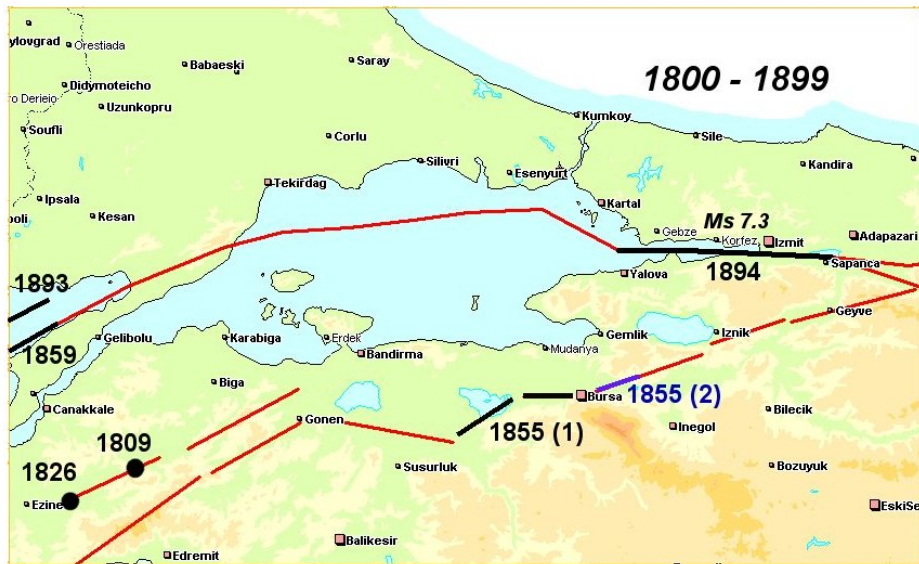 ylovgrad
Orestiada
Babaeski
Saray
1800 - 1899
Didymoteicho
ro Derieio
Uzunkopru
Kumkoy
Soufli
Corlu
Sile
Silivri
Esenyurt
Kandira
Tekirdag
Ipsala
Kartal
poli
Kesan
Ms 7.3
Gebze
Korfez
Izmit
Adapazari
1893
Yalova
1894
Sapanca
Geyve
1859
Gelibolu
Karabiga
Erdek
Gemlik
Iznik
Bandirma
Mudanya
Biga
Canakkale
Bursa
1855 (2)
Gonen
1855 (1)
Bilecik
Inegol
1809
1826
Susurluk
Bozuyuk
Ezine
EskiSe
Balikesir
Edremit